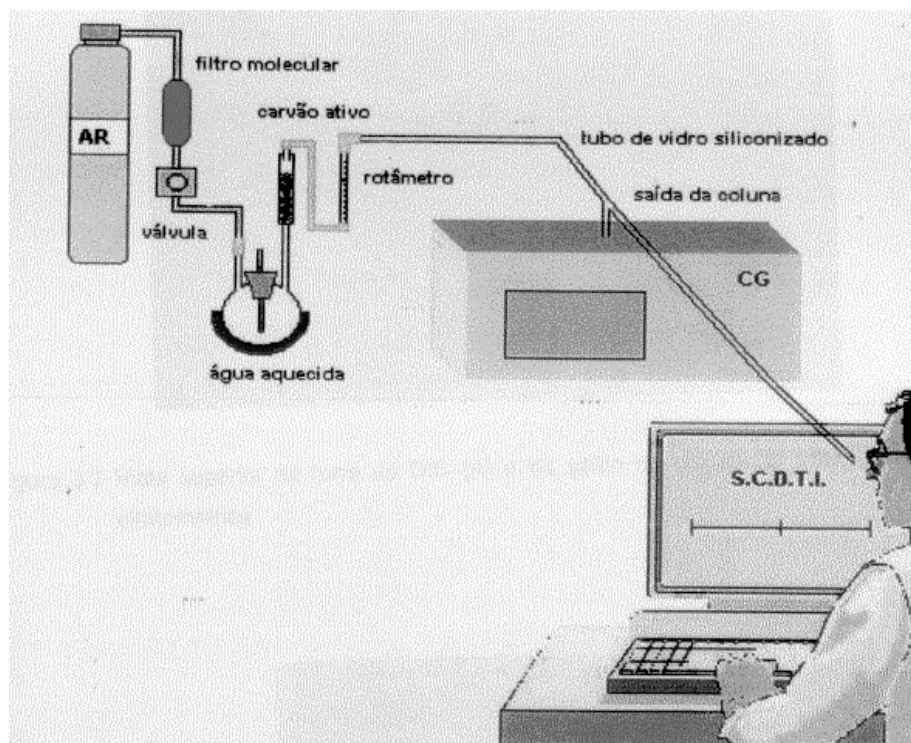 filtro molecular
carvão ativo
AR
tubo de vidro siliconizado
rotâmetro
saída da coluna
válvula
CG
água aquecida
S.C.D.T.I.